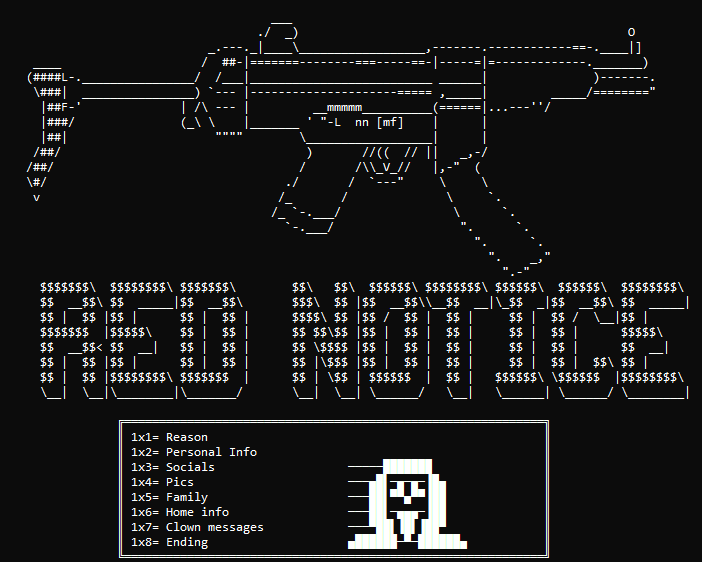 RED NOTICE
1x1= Reason
1x2= Personal Info
1x3= Socials
1x4= Pics
1x5= Family
1x6= Home info
1x7= Clown messages
1x8= Ending